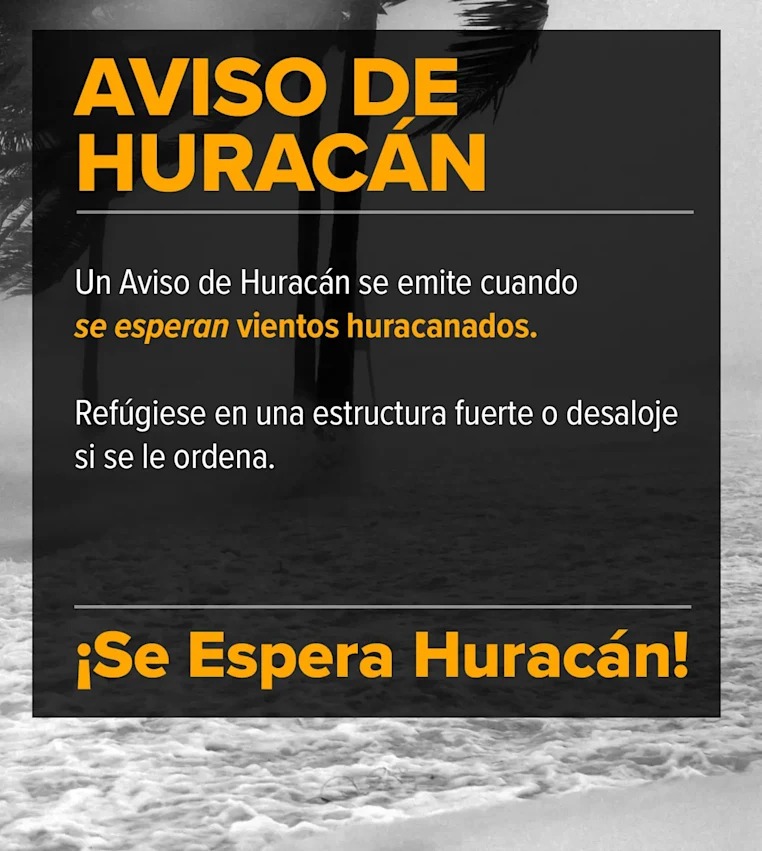 AVISO DE
HURACÁN
Un Aviso de Huracán se emite cuando
se esperan vientos huracanados.
Refúgiese en una estructura fuerte o desaloje
si se le ordena.
¡Se Espera Huracán!